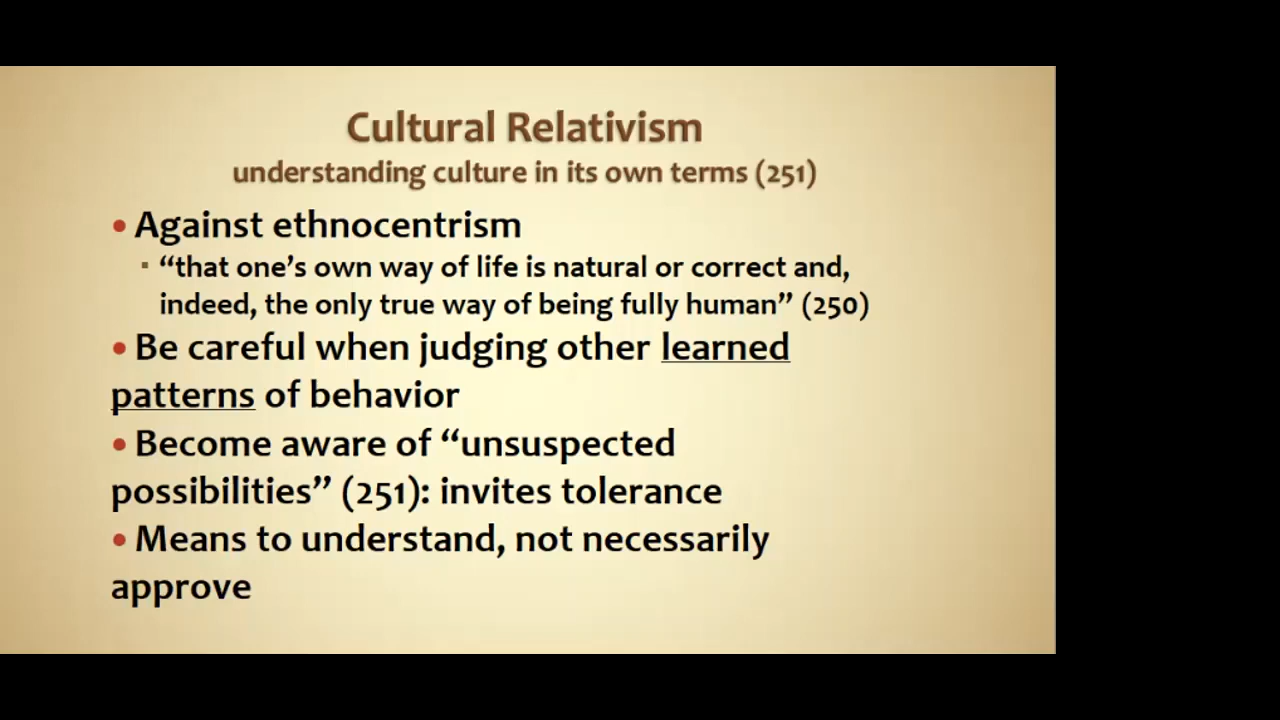 Cultural Relativism
understanding culture in its own terms (251)
• Against ethnocentrism
▪ “that one’s own way of life is natural or correct and,
indeed, the only true way of being fully human” (250)
• Be careful when judging other learned
patterns of behavior
• Become aware of “unsuspected
possibilities” (251): invites tolerance
• Means to understand, not necessarily
approve